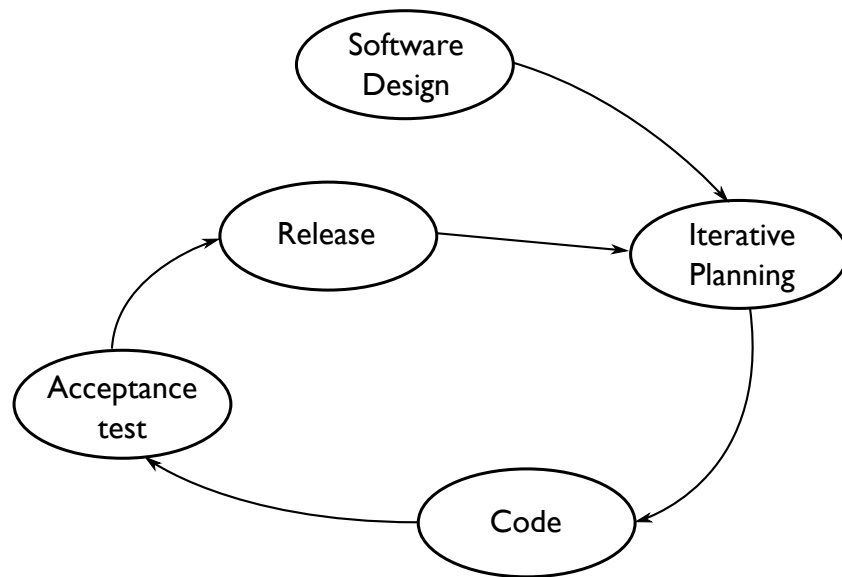 Software
Design
Release
Iterative
Planning
Acceptance
test
Code